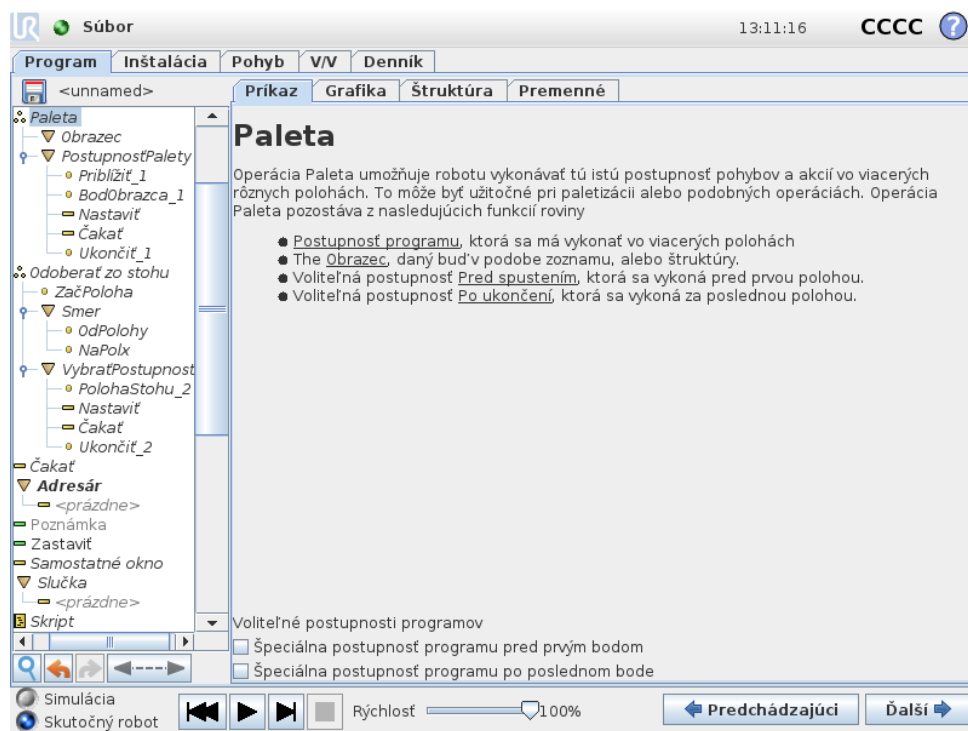 UR Súbor 13:11:16 CCCC ?
Program Inštalácia Pohyb V/V Denník
<unnamed>
Príkaz Grafika Štruktúra Premenné
Paleta
Obrazec
PostupnosťPalety
Priblížiť_1
BodObrazca_1
Nastaviť
Čakať
Ukončiť_1
Odoberať zo stohu
ZačPoloha
Smer
OdPolohy
NaPolx
VybraťPostupnost
PolohaStohu_2
Nastaviť
Čakať
Ukončiť_2
Čakať
Adresár
<prázdne>
Poznámka
Zastaviť
Samostatné okno
Slučka
<prázdne>
Skript
Paleta
Operácia Paleta umožňuje robotu vykonávať tú istú postupnosť pohybov a akcií vo viacerých
rôznych polohách. To môže byť užitočné pri paletizácii alebo podobných operáciách. Operácia
Paleta pozostáva z nasledujúcich funkcií roviny
Postupnosť programu, ktorá sa má vykonať vo viacerých polohách
The Obrazec, daný buď v podobe zoznamu, alebo štruktúry.
Voliteľná postupnosť Pred spustením, ktorá sa vykoná pred prvou polohou.
Voliteľná postupnosť Po ukončení, ktorá sa vykoná za poslednou polohou.
Voliteľné postupnosti programov
Špeciálna postupnosť programu pred prvým bodom
Špeciálna postupnosť programu po poslednom bode
Simulácia
Skutočný robot
Rýchlosť 100%
Predchádzajúci Ďalší